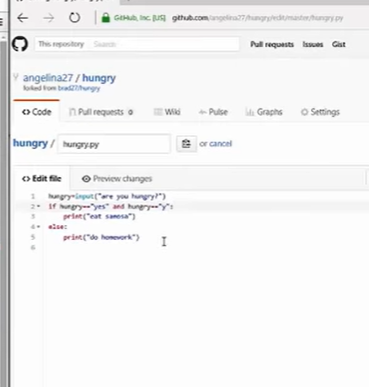 GitHub, Inc. [US] github.com/angelina27/hungry/edit/master/hungry.py
This repository Search Pull requests Issues Gist
angelina27 / hungry
forked from brad27/hungry
Code Pull requests 0 Wiki Pulse Graphs Settings
hungry / hungry.py or cancel
Edit file Preview changes
1 hungry=input("are you hungry?")
2 if hungry=="yes" and hungry=="y":
3 print("eat samosa")
4 else:
5 print("do homework")
6